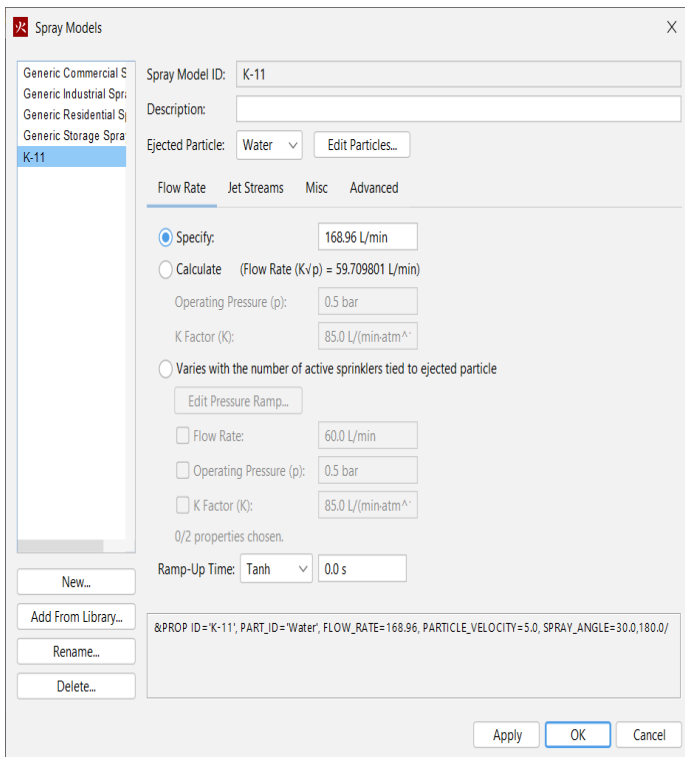 火 Spray Models X
Generic Commercial S
Generic Industrial Spra
Generic Residential S
Generic Storage Spra
K-11
Spray Model ID: K-11
Description:
Ejected Particle: Water Edit Particles...
Flow Rate Jet Streams Misc Advanced
Specify: 168.96 L/min
Calculate (Flow Rate (K√p) = 59.709801 L/min)
Operating Pressure (p): 0.5 bar
K Factor (K): 85.0 L/(min·atm^
Varies with the number of active sprinklers tied to ejected particle
Edit Pressure Ramp...
Flow Rate: 60.0 L/min
Operating Pressure (p): 0.5 bar
K Factor (K): 85.0 L/(min·atm^
0/2 properties chosen.
Ramp-Up Time: Tanh 0.0 s
New...
Add From Library...
Rename...
Delete...
&PROP ID='K-11', PART_ID='Water', FLOW_RATE=168.96, PARTICLE_VELOCITY=5.0, SPRAY_ANGLE=30.0,180.0/
Apply OK Cancel